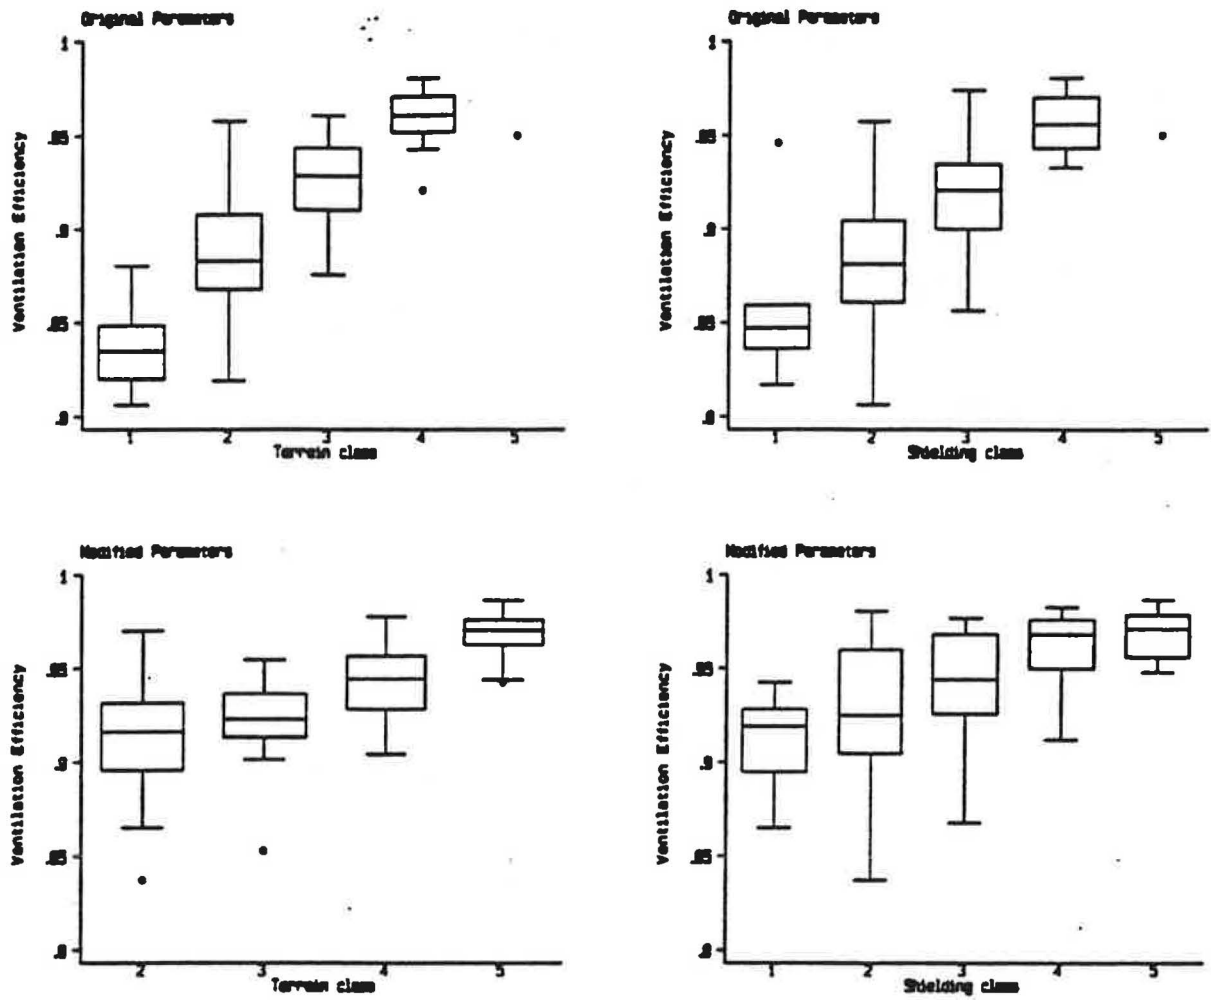 Original Parameters
1
.95
.9
.85
.8
Ventilation Efficiency
1 2 3 4 5
Terrain class
Original Parameters
1
.95
.9
.85
.8
Ventilation Efficiency
1 2 3 4 5
Shielding class
Modified Parameters
1
.95
.9
.85
.8
Ventilation Efficiency
2 3 4 5
Terrain class
Modified Parameters
1
.95
.9
.85
.8
Ventilation Efficiency
1 2 3 4 5
Shielding class